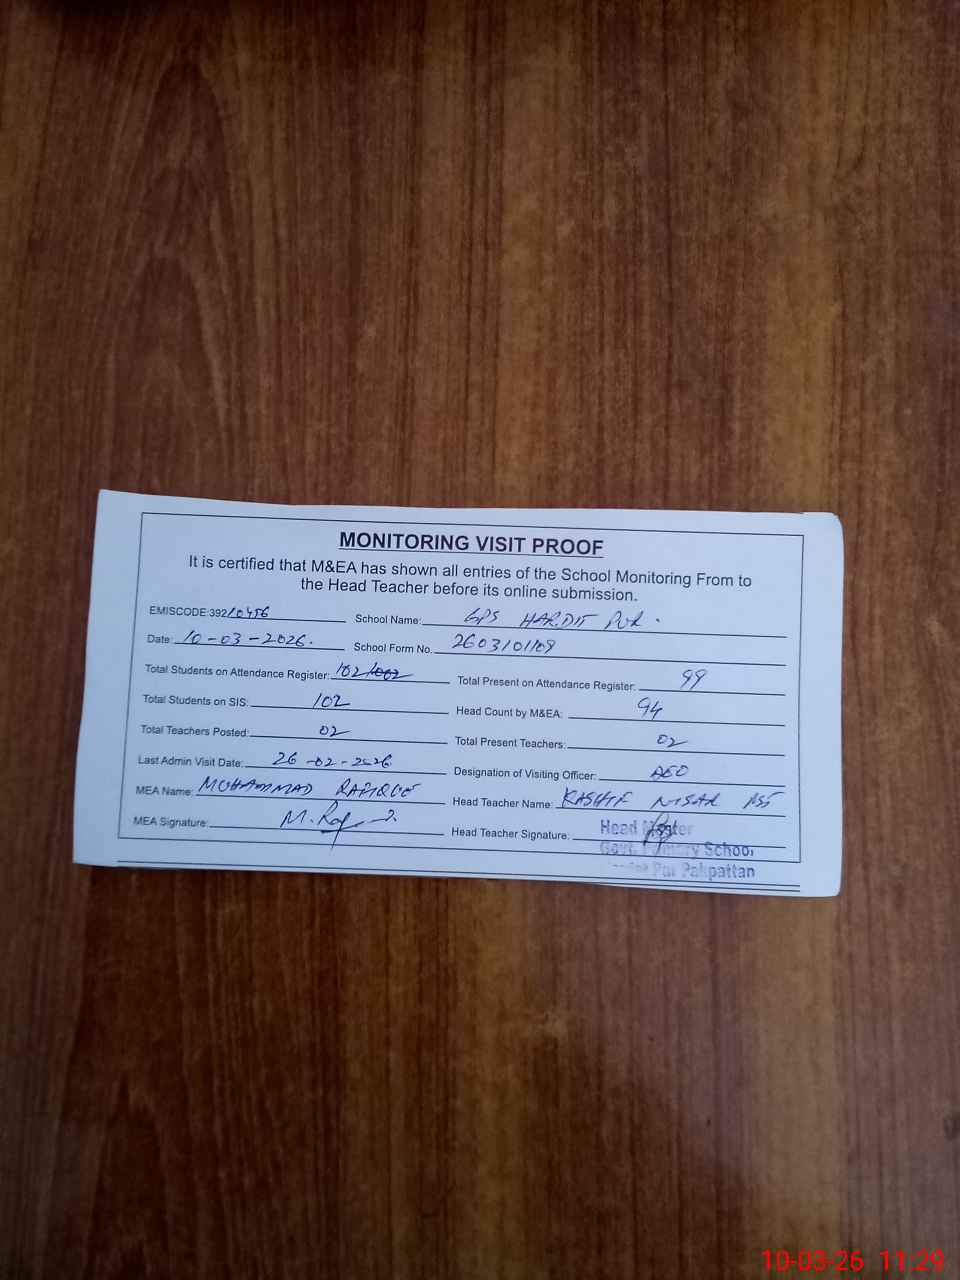 MONITORING VISIT PROOF
It is certified that M&EA has shown all entries of the School Monitoring From to
the Head Teacher before its online submission.
EMISCODE:39210456 School Name: GPS HARDIT PUR.
Date: 10-03-2026. School Form No. 2603101109
Total Students on Attendance Register: 102 Total Present on Attendance Register: 99
Total Students on SIS: 102 Head Count by M&EA: 94
Total Teachers Posted: 02 Total Present Teachers: 02
Last Admin Visit Date: 26-02-2026 Designation of Visiting Officer: AEO
MEA Name: MUHAMMAD RAFIQUE Head Teacher Name: KASHIF NISAR
MEA Signature: M. Head Teacher Signature:
Head Master
Govt. Primary School
Pur Pakpattan
10-03-26 11:29